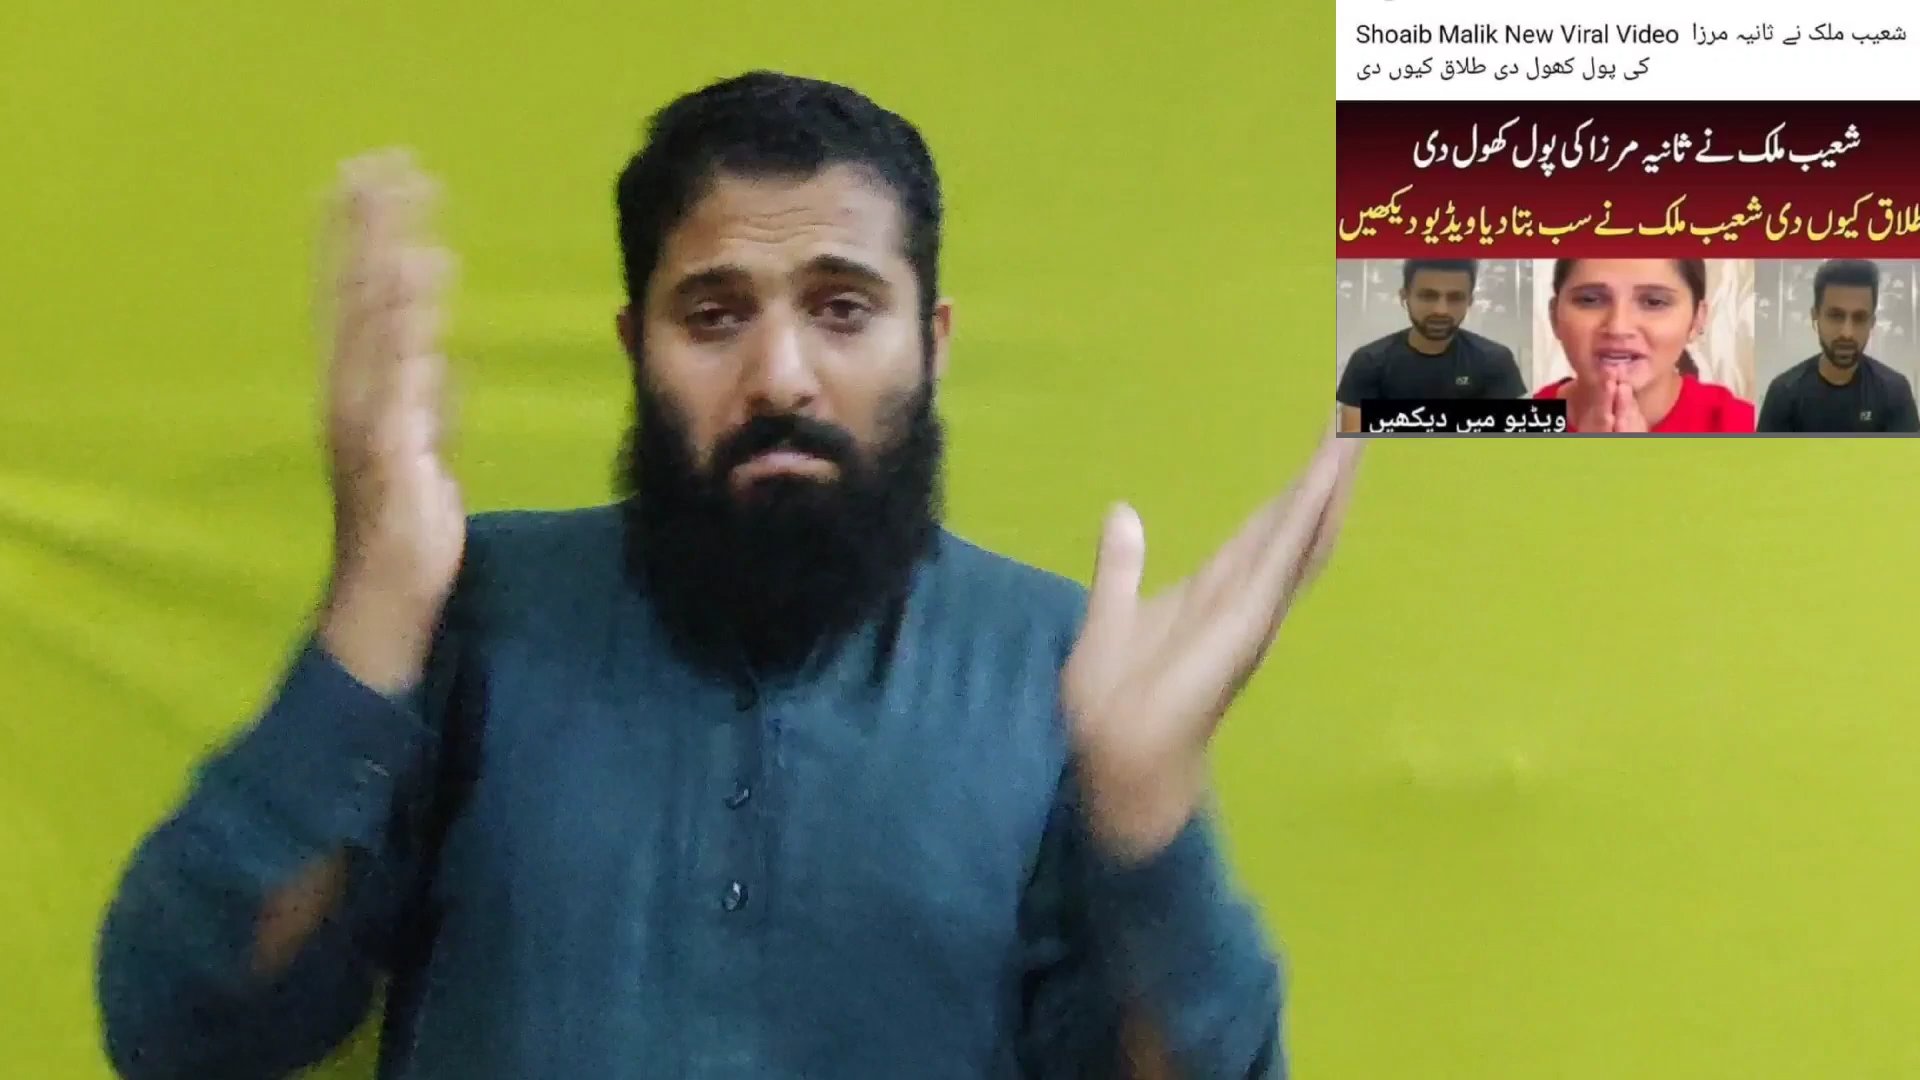 Shoaib Malik New Viral Video شعیب ملک نے ثانیہ مرزا
کی پول کھول دی طلاق کیوں دی
شعیب ملک نے ثانیہ مرزا کی پول کھول دی
طلاق کیوں دی شعیب ملک نے سب بتا دیا ویڈیو دیکھیں
ویڈیو میں دیکھیں